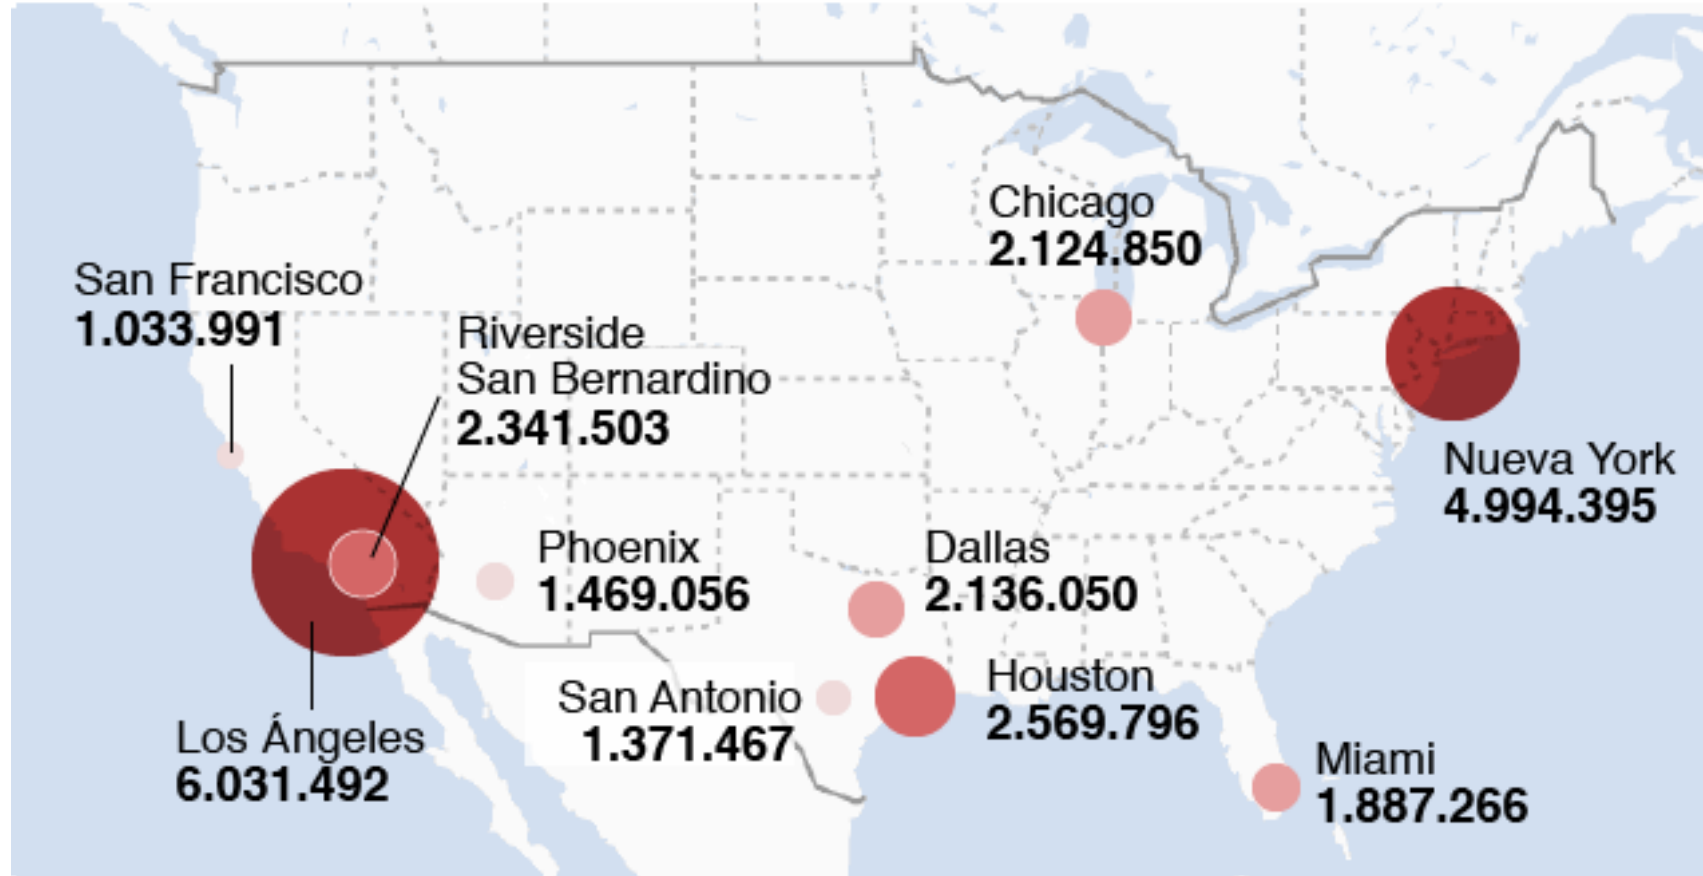 Chicago
2.124.850
San Francisco
1.033.991
Riverside
San Bernardino
2.341.503
Nueva York
4.994.395
Phoenix
1.469.056
Dallas
2.136.050
San Antonio
1.371.467
Houston
2.569.796
Los Ángeles
6.031.492
Miami
1.887.266